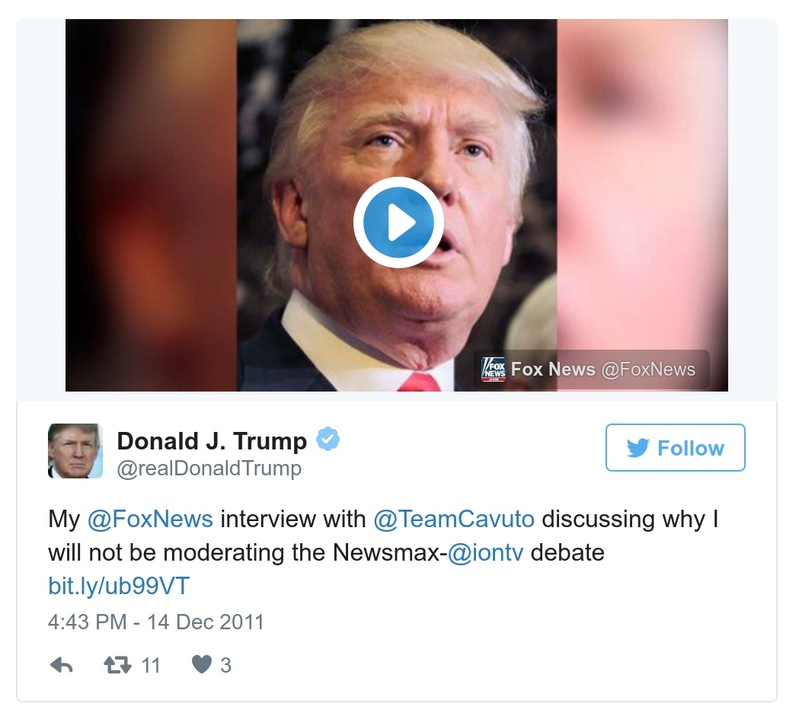 FOX
NEWS
Fox News @FoxNews
Donald J. Trump
@realDonaldTrump
Follow
My @FoxNews interview with @TeamCavuto discussing why I
will not be moderating the Newsmax-@iontv debate
bit.ly/ub99VT
4:43 PM - 14 Dec 2011
11 3